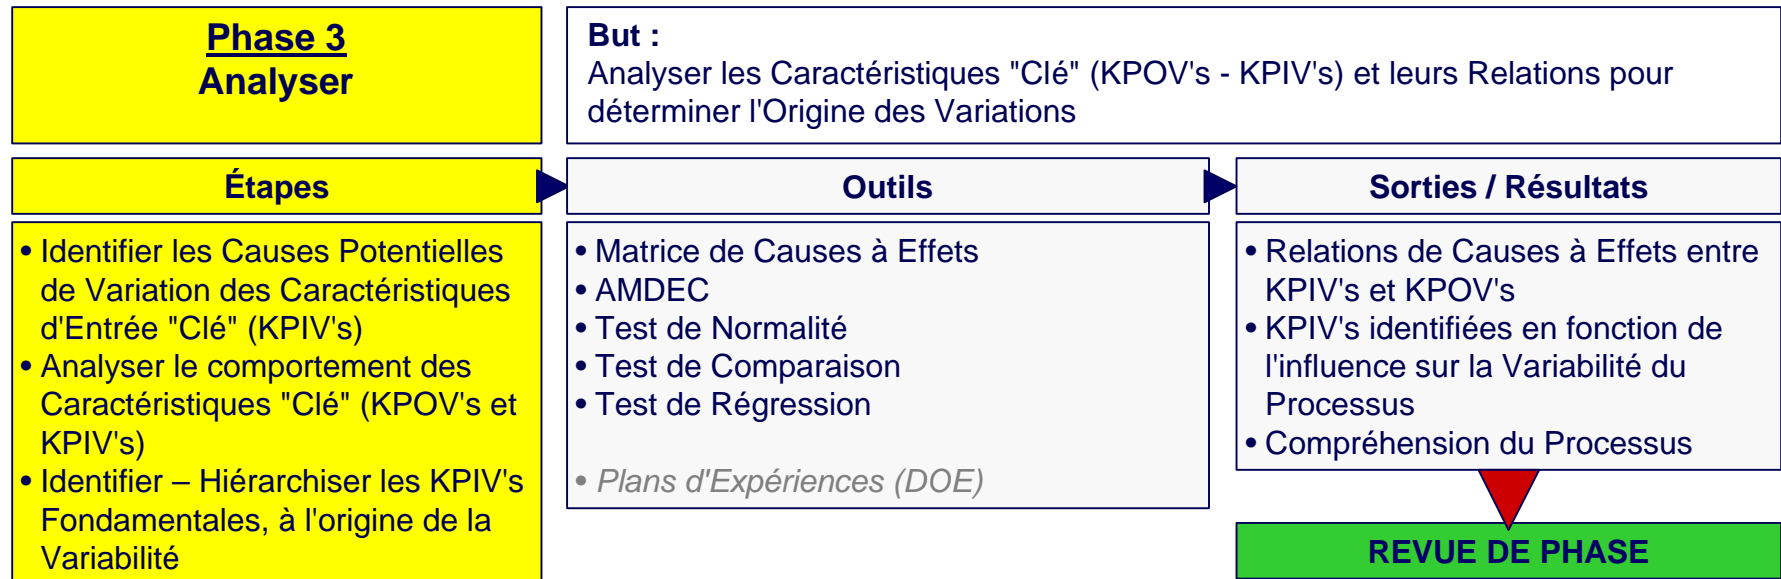 Phase 3
Analyser
But :
Analyser les Caractéristiques "Clé" (KPOV's - KPIV's) et leurs Relations pour
déterminer l'Origine des Variations
Étapes
Outils
Sorties / Résultats
• Identifier les Causes Potentielles
de Variation des Caractéristiques
d'Entrée "Clé" (KPIV's)
• Analyser le comportement des
Caractéristiques "Clé" (KPOV's et
KPIV's)
• Identifier – Hiérarchiser les KPIV's
Fondamentales, à l'origine de la
Variabilité
• Matrice de Causes à Effets
• AMDEC
• Test de Normalité
• Test de Comparaison
• Test de Régression
• Plans d'Expériences (DOE)
• Relations de Causes à Effets entre
KPIV's et KPOV's
• KPIV's identifiées en fonction de
l'influence sur la Variabilité du
Processus
• Compréhension du Processus
REVUE DE PHASE